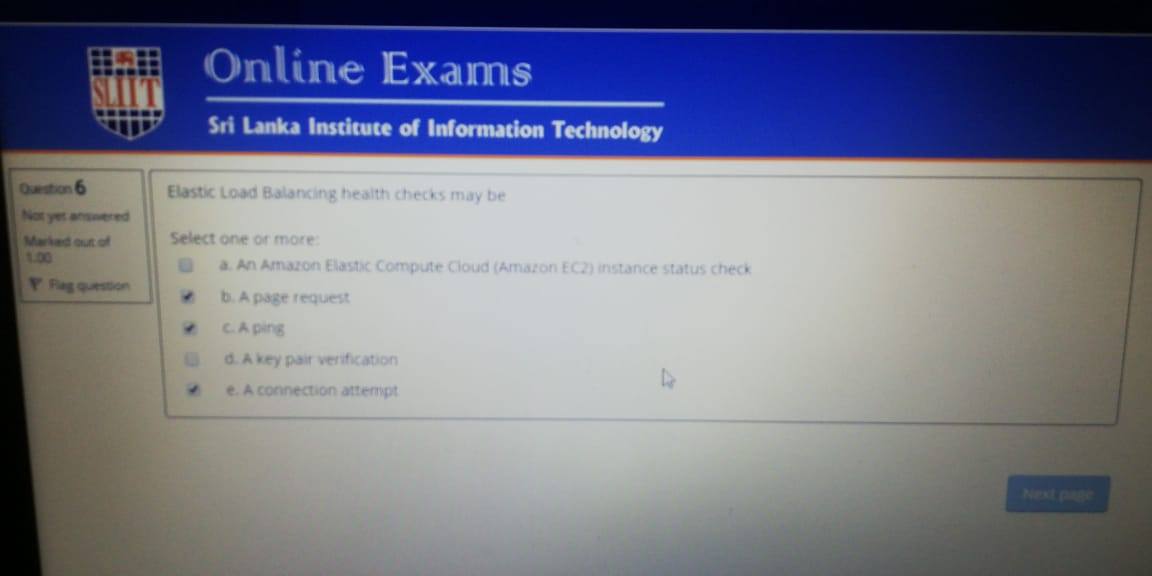 SLIIT
Online Exams
Sri Lanka Institute of Information Technology
Question 6
Not yet answered
Marked out of
1.00
Flag question
Elastic Load Balancing health checks may be
Select one or more:
a. An Amazon Elastic Compute Cloud (Amazon EC2) instance status check
b. A page request
c. A ping
d. A key pair verification
e. A connection attempt
Next page